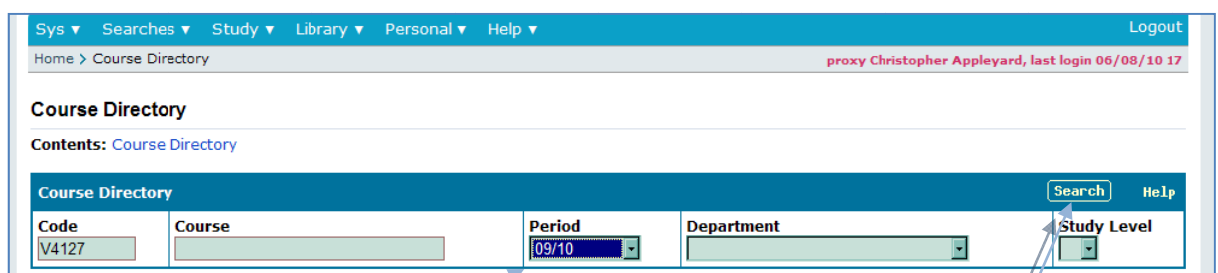 Sys ▼ Searches ▼ Study ▼ Library ▼ Personal ▼ Help ▼ Logout
Home > Course Directory proxy Christopher Appleyard, last login 06/08/10 17
Course Directory
Contents: Course Directory
Course Directory Search Help
Code Course Period Department Study Level
V4127 09/10